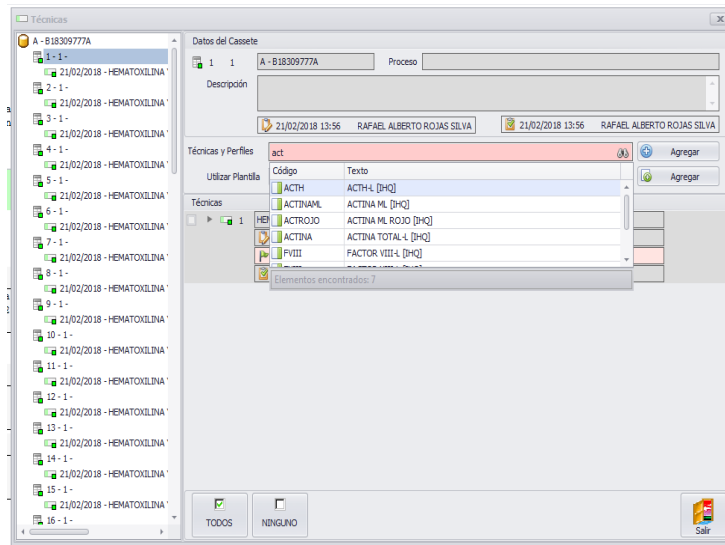 Técnicas
A - B18309777A
1 - 1 -
21/02/2018 - HEMATOXILINA
2 - 1 -
21/02/2018 - HEMATOXILINA
3 - 1 -
21/02/2018 - HEMATOXILINA
4 - 1 -
21/02/2018 - HEMATOXILINA
5 - 1 -
21/02/2018 - HEMATOXILINA
6 - 1 -
21/02/2018 - HEMATOXILINA
7 - 1 -
21/02/2018 - HEMATOXILINA
8 - 1 -
21/02/2018 - HEMATOXILINA
9 - 1 -
21/02/2018 - HEMATOXILINA
10 - 1 -
21/02/2018 - HEMATOXILINA
11 - 1 -
21/02/2018 - HEMATOXILINA
12 - 1 -
21/02/2018 - HEMATOXILINA
13 - 1 -
21/02/2018 - HEMATOXILINA
14 - 1 -
21/02/2018 - HEMATOXILINA
15 - 1 -
21/02/2018 - HEMATOXILINA
16 - 1 -
Datos del Cassete
1 1 A - B18309777A Proceso
Descripción
21/02/2018 13:56 RAFAEL ALBERTO ROJAS SILVA 21/02/2018 13:56 RAFAEL ALBERTO ROJAS SILVA
Técnicas y Perfiles act Agregar
Utilizar Plantilla Agregar
Código Texto
ACTH ACTH-L [IHQ]
ACTINAML ACTINA ML [IHQ]
ACTROJO ACTINA ML ROJO [IHQ]
ACTINA ACTINA TOTAL-L [IHQ]
FVIII FACTOR VIII-L [IHQ]
Elementos encontrados: 7
Técnicas
1 HEM
TODOS NINGUNO Salir